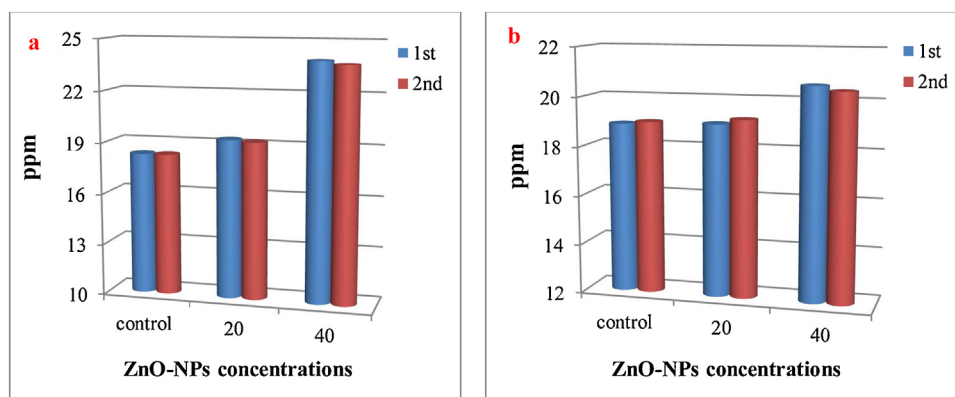 a
25
22
19
16
13
10
ppm
1st
2nd
control
20
40
ZnO-NPs concentrations
b
22
20
18
16
14
12
ppm
1st
2nd
control
20
40
ZnO-NPs concentrations